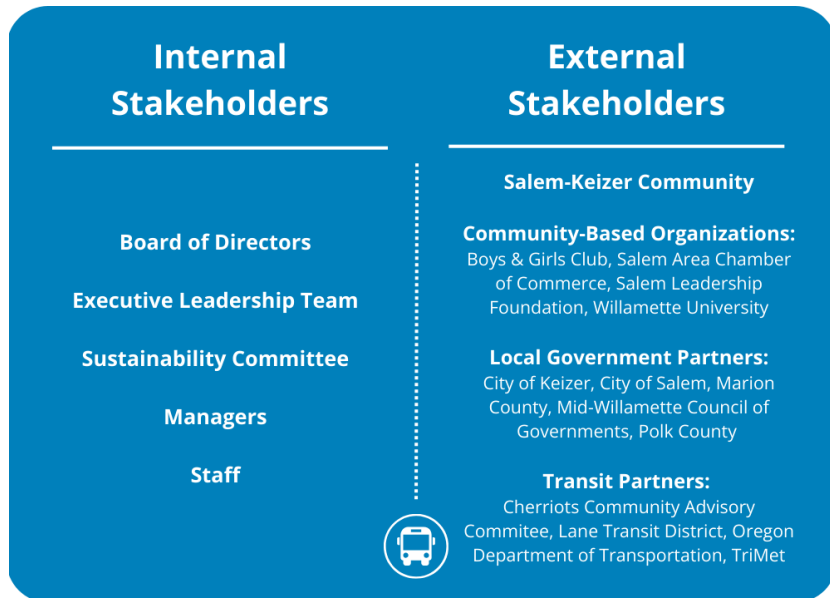 Internal
Stakeholders
Board of Directors
Executive Leadership Team
Sustainability Committee
Managers
Staff
External
Stakeholders
Salem-Keizer Community
Community-Based Organizations:
Boys & Girls Club, Salem Area Chamber
of Commerce, Salem Leadership
Foundation, Willamette University
Local Government Partners:
City of Keizer, City of Salem, Marion
County, Mid-Willamette Council of
Governments, Polk County
Transit Partners:
Cherriots Community Advisory
Commitee, Lane Transit District, Oregon
Department of Transportation, TriMet